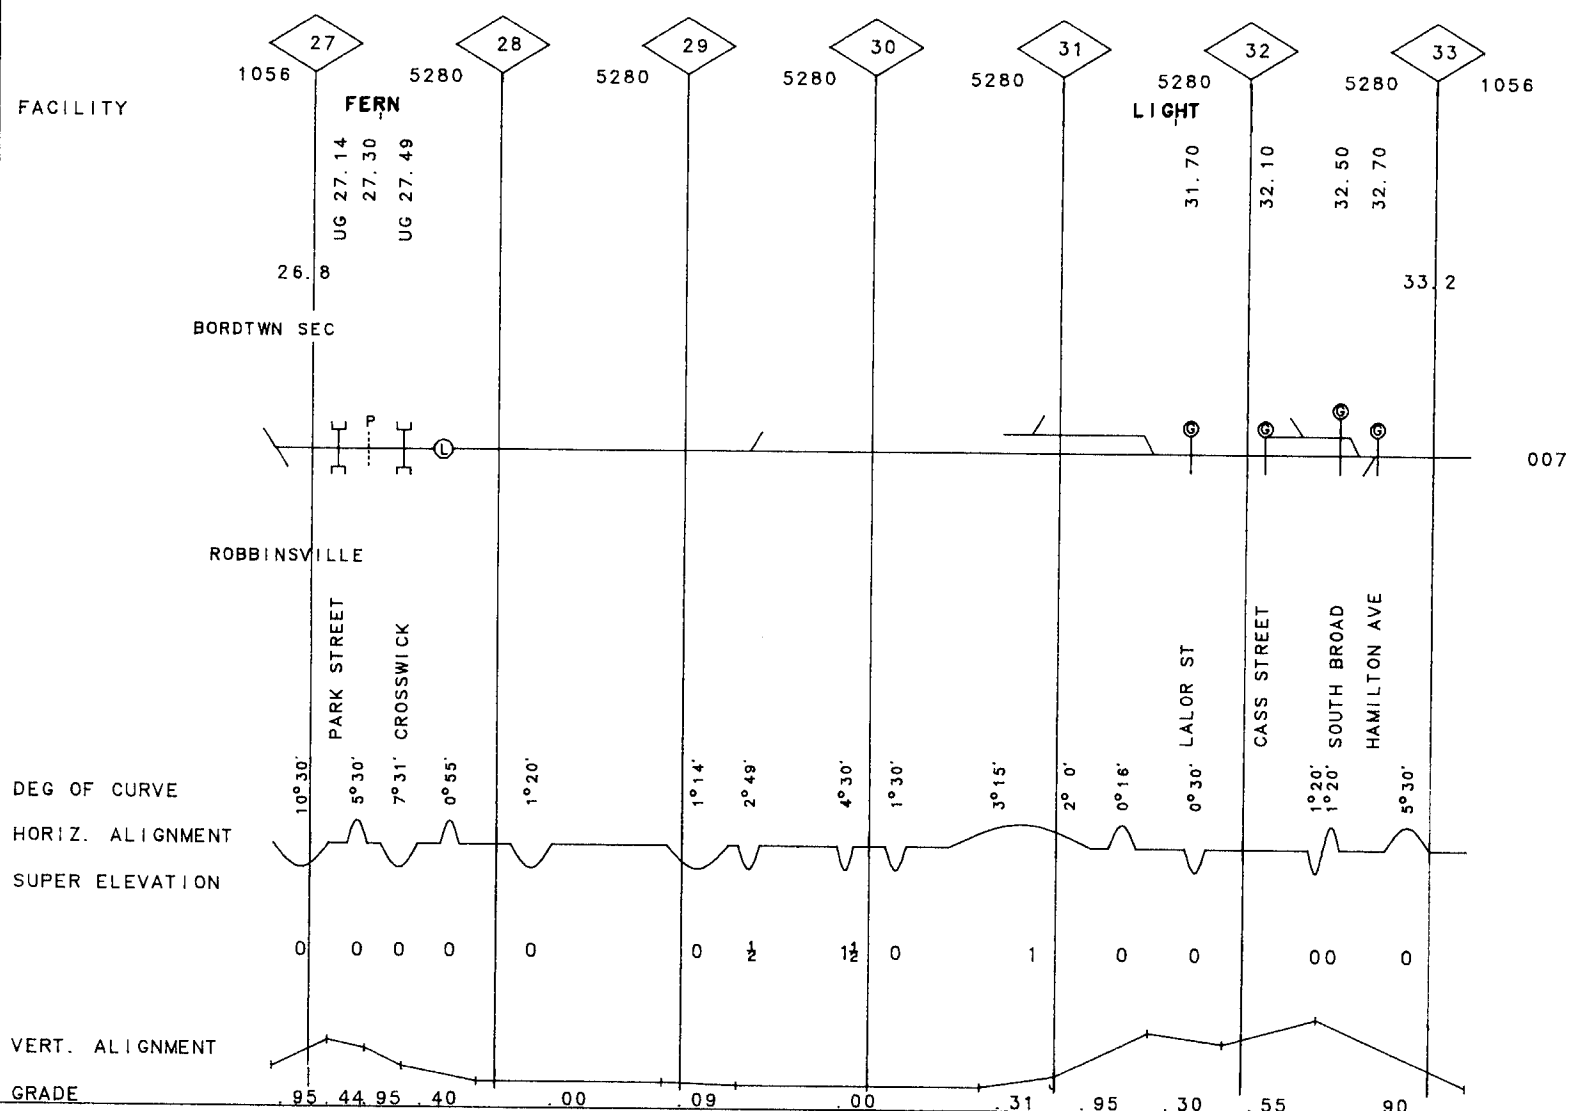 27 28 29 30 31 32 33
1056 5280 5280 5280 5280 5280 5280 1056
FACILITY
FERN LIGHT
UG 27.14
27.30
UG 27.49
31.70
32.10
32.50
32.70
26.8 33.2
BORDTWN SEC
P
L G G G G
007
ROBBINSVILLE
PARK STREET
CROSSWICK
LALOR ST
CASS STREET
SOUTH BROAD
HAMILTON AVE
DEG OF CURVE 10°30' 5°30' 7°31' 0°55' 1°20' 1°14' 2°49' 4°30' 1°30' 3°15' 2°0' 0°16' 0°30' 1°20' 1°20' 5°30'
HORIZ. ALIGNMENT
SUPER ELEVATION
0 0 0 0 0 0 ½ 1½ 0 1 0 0 0 0 0
VERT. ALIGNMENT
GRADE .95 .44 .95 .40 .00 .09 .00 .31 .95 .30 .55 .90